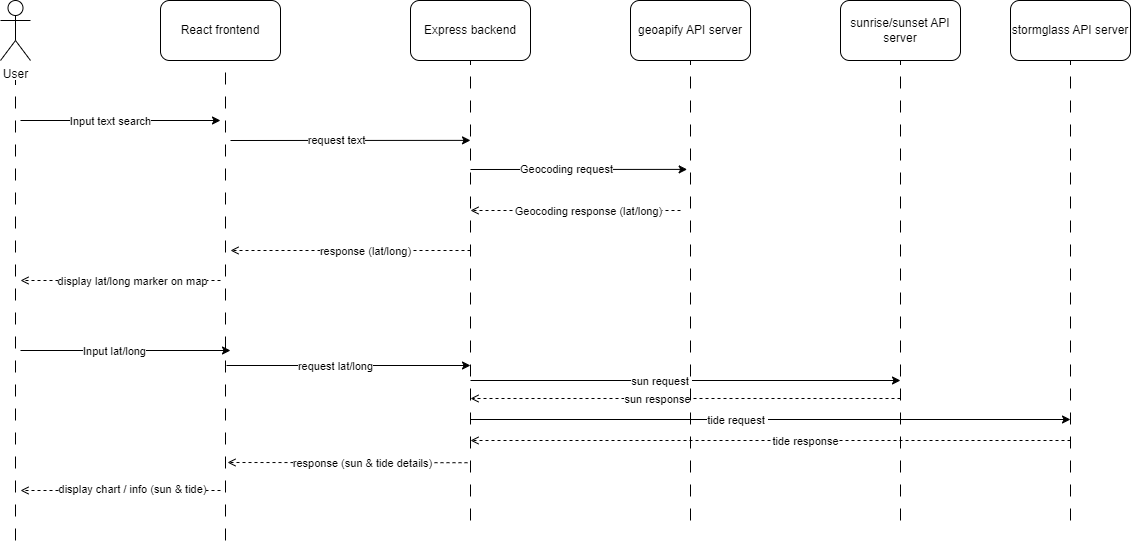 User
React frontend
Express backend
geoapify API server
sunrise/sunset API
server
stormglass API server
Input text search
request text
Geocoding request
Geocoding response (lat/long)
response (lat/long)
display lat/long marker on map
Input lat/long
request lat/long
sun request
sun response
tide request
tide response
response (sun & tide details)
display chart / info (sun & tide)